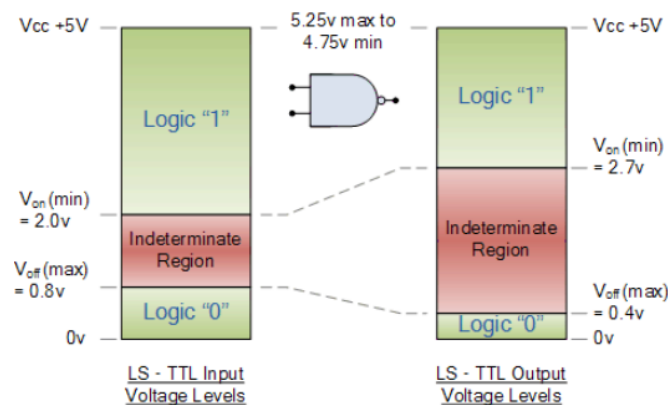 Vcc +5V
5.25v max to
4.75v min
Vcc +5V
Logic "1"
Logic "1"
Von (min)
= 2.0v
Von (min)
= 2.7v
Indeterminate
Region
Indeterminate
Region
Voff (max)
= 0.8v
Voff (max)
= 0.4v
Logic "0"
Logic "0"
0v
0v
LS - TTL Input
Voltage Levels
LS - TTL Output
Voltage Levels